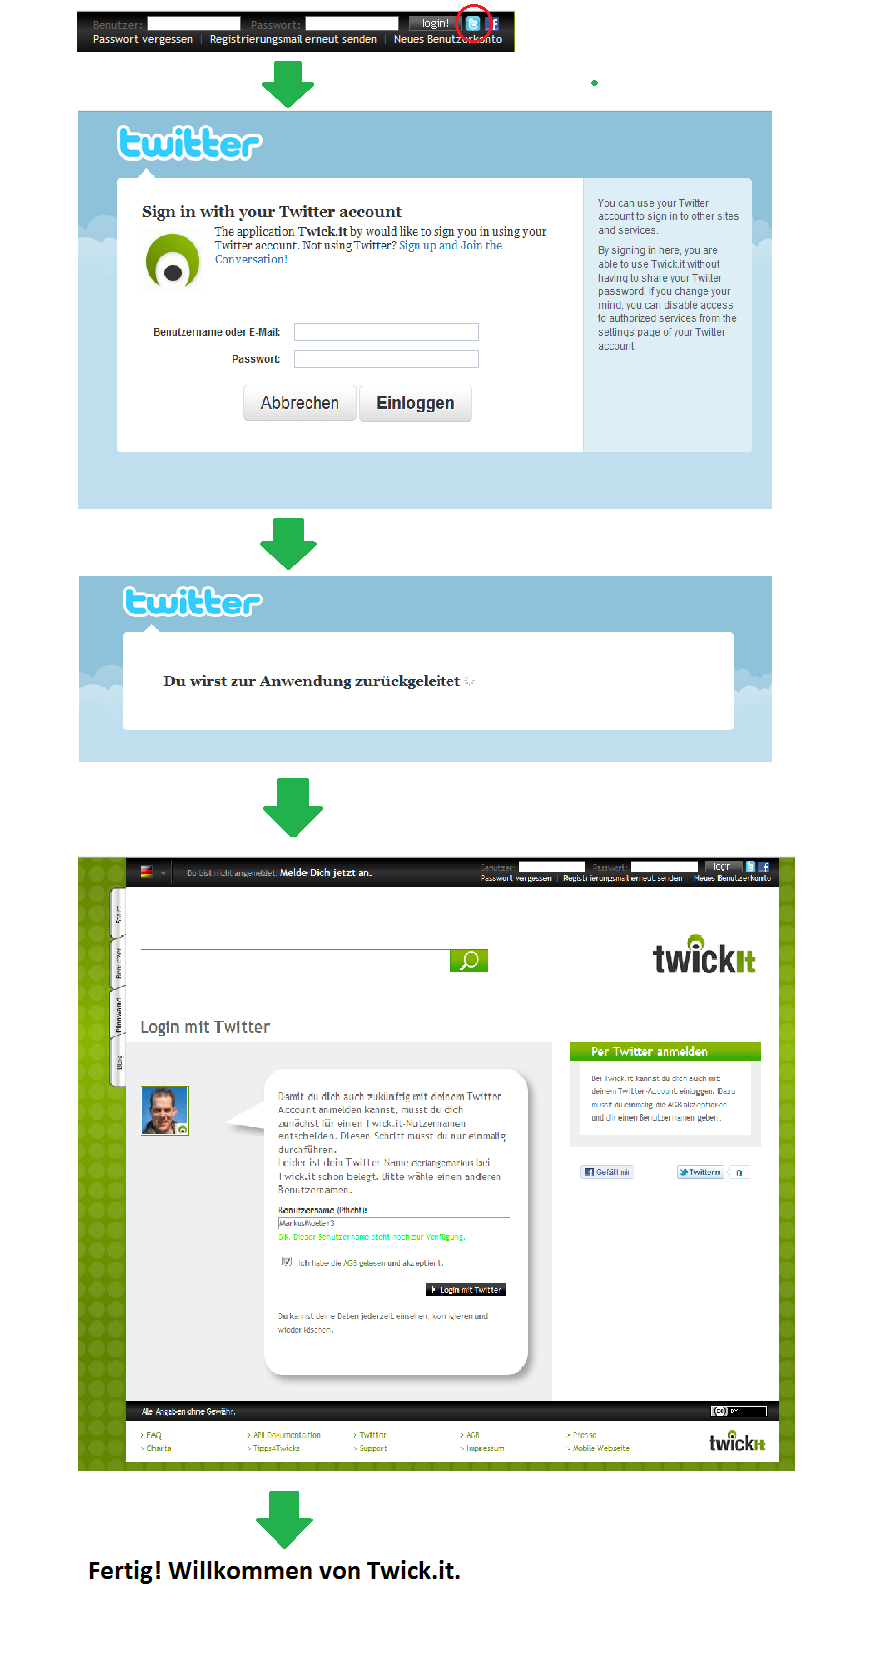 Benutzer: Passwort: login!
Passwort vergessen | Registrierungsmail erneut senden | Neues Benutzerkonto
twitter
Sign in with your Twitter account
The application Twick.it by would like to sign you in using your
Twitter account. Not using Twitter? Sign up and Join the
Conversation!
Benutzername oder E-Mail:
Passwort:
Abbrechen Einloggen
You can use your Twitter
account to sign in to other sites
and services.
By signing in here, you are
able to use Twick.it without
having to share your Twitter
password. If you change your
mind, you can disable access
to authorized services from the
settings page of your Twitter
account.
twitter
Du wirst zur Anwendung zurückgeleitet
Du bist nicht angemeldet. Melde Dich jetzt an.
Benutzer: Passwort: login
Passwort vergessen | Registrierungsmail erneut senden | Neues Benutzerkonto
Start
Benutzer
Pinnwand
Blog
twickit
Login mit Twitter
Damit du dich auch zukünftig mit deinem Twitter
Account anmelden kannst, musst du dich
zunächst für einen Twick.it-Nutzernamen
entscheiden. Diesen Schritt musst du nur einmalig
durchführen.
Leider ist dein Twitter Name derlangemarkus bei
Twick.it schon belegt. Bitte wähle einen anderen
Benutzernamen.
Benutzername (Pflicht):
MarkusMoeller3
OK. Dieser Benutzername steht noch zur Verfügung.
Ich habe die AGB gelesen und akzeptiert.
Login mit Twitter
Du kannst deine Daten jederzeit einsehen, korrigieren und
wieder löschen.
Per Twitter anmelden
Bei Twick.it kannst du dich auch mit
deinem Twitter-Account einloggen. Dazu
musst du einmalig die AGB akzeptieren
und dir einen Benutzernamen geben.
Gefällt mir Twittern 0
Alle Angaben ohne Gewähr.
(cc) BY
> FAQ > API Dokumentation > Twitter > AGB > Presse
> Charta > Tipps4Twicks > Support > Impressum > Mobile Webseite
twickit
Fertig! Willkommen von Twick.it.